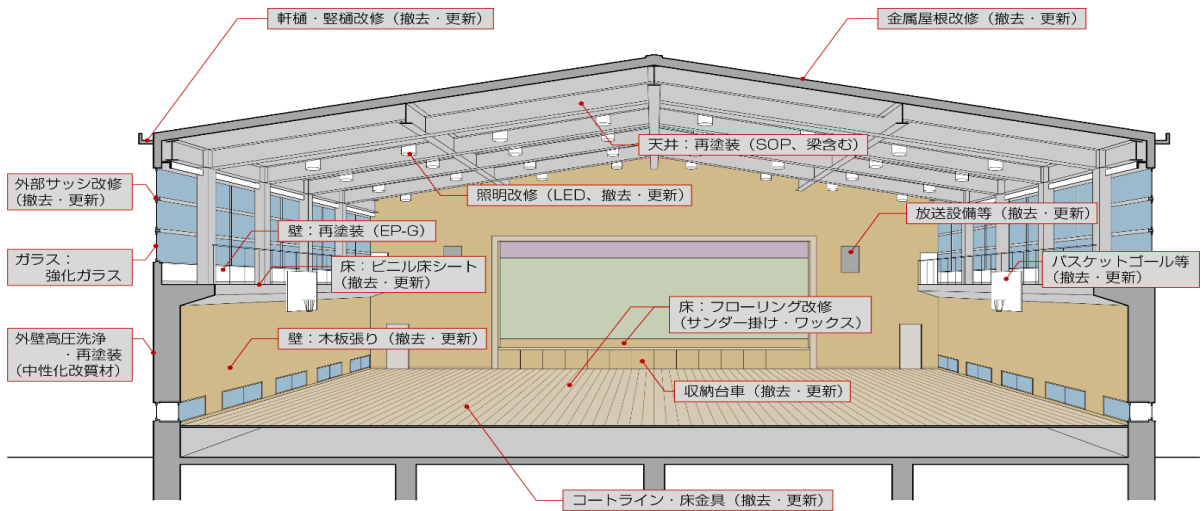 軒樋・竪樋改修（撤去・更新）
金属屋根改修（撤去・更新）
天井：再塗装（SOP、梁含む）
外部サッシ改修
（撤去・更新）
照明改修（LED、撤去・更新）
放送設備等（撤去・更新）
壁：再塗装（EP-G）
ガラス：
強化ガラス
床：ビニル床シート
（撤去・更新）
バスケットゴール等
（撤去・更新）
床：フローリング改修
（サンダー掛け・ワックス）
外壁高圧洗浄
・再塗装
（中性化改質材）
壁：木板張り（撤去・更新）
収納台車（撤去・更新）
コートライン・床金具（撤去・更新）